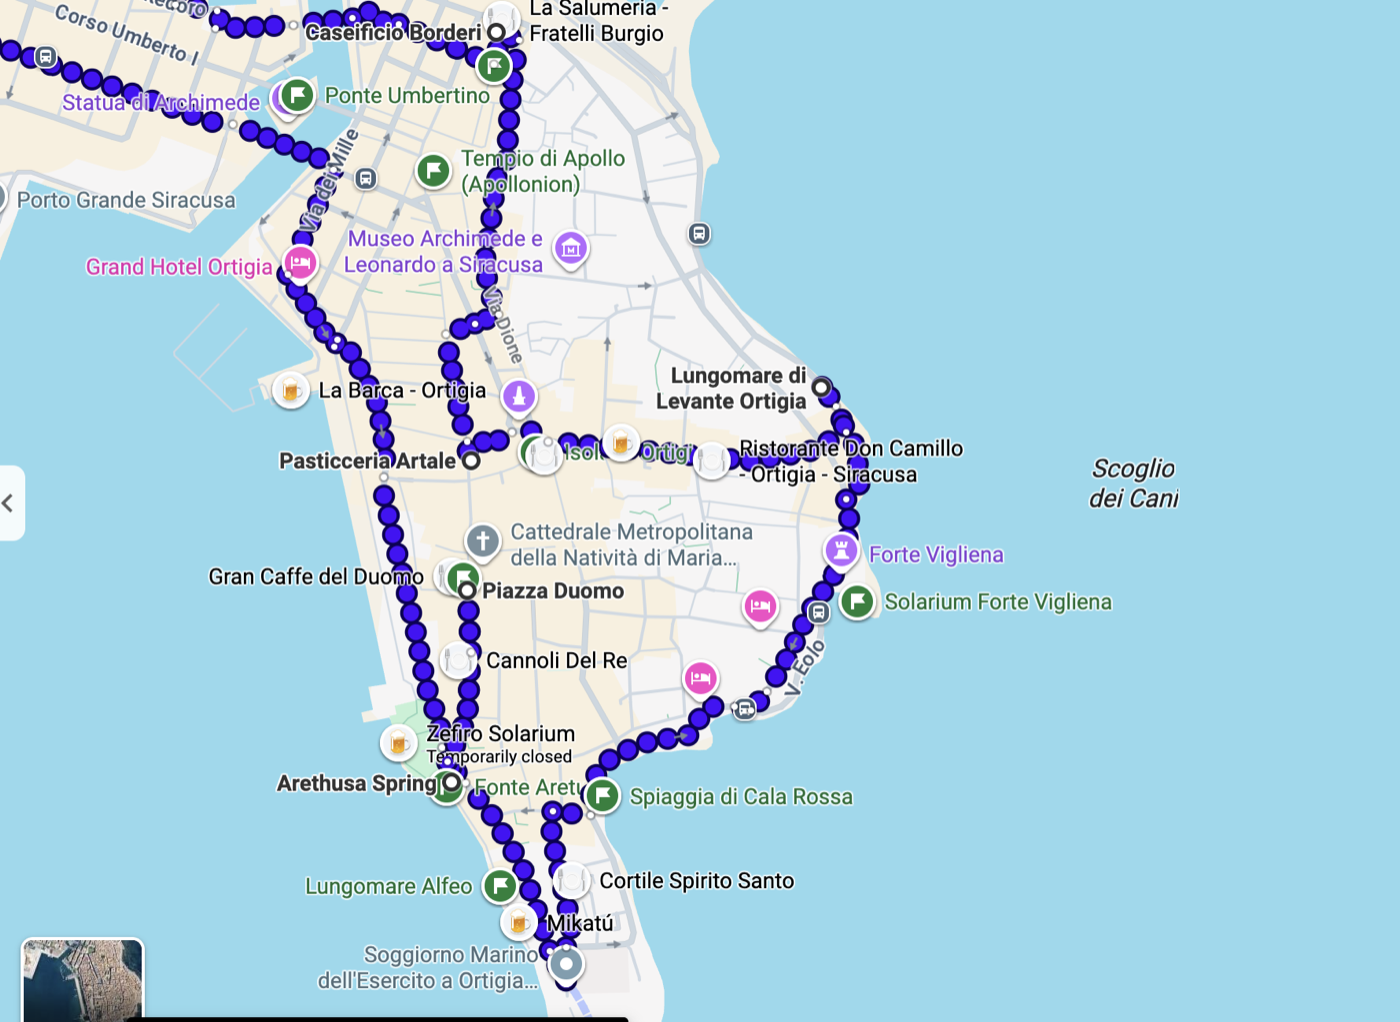 Corso Umberto I
La Salumeria -
Fratelli Burgio
Caseificio Borderi
Statua di Archimede
Ponte Umbertino
Via dei Mille
Tempio di Apollo
(Apollonion)
Porto Grande Siracusa
Museo Archimede e
Leonardo a Siracusa
Grand Hotel Ortigia
Via Dione
La Barca - Ortigia
Lungomare di
Levante Ortigia
Pasticceria Artale
Isola Ortigi
Ristorante Don Camillo
- Ortigia - Siracusa
Scoglio
dei Cani
Cattedrale Metropolitana
della Natività di Maria...
Forte Vigliena
Gran Caffe del Duomo
Piazza Duomo
Solarium Forte Vigliena
Cannoli Del Re
V. Eolo
Zefiro Solarium
Temporarily closed
Arethusa Spring
Fonte Aretu
Spiaggia di Cala Rossa
Lungomare Alfeo
Cortile Spirito Santo
Mikatú
Soggiorno Marino
dell'Esercito a Ortigia...